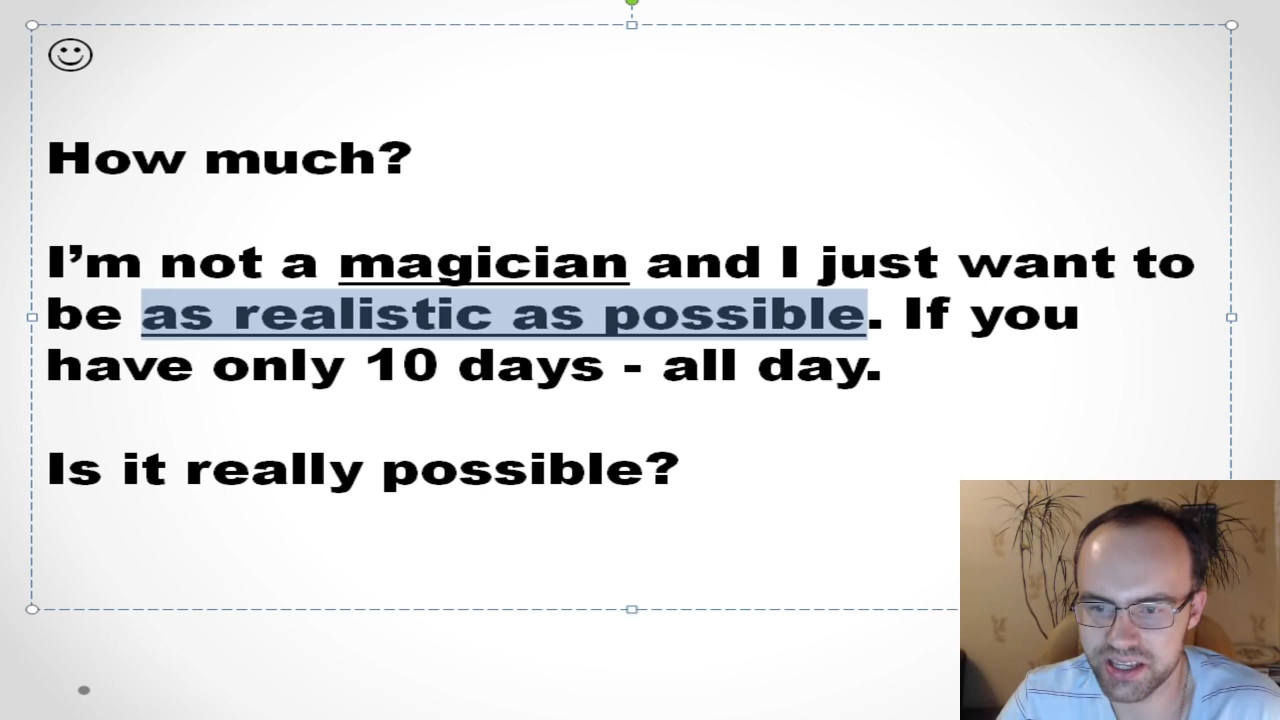 How much?
I’m not a magician and I just want to
be as realistic as possible. If you
have only 10 days - all day.
Is it really possible?